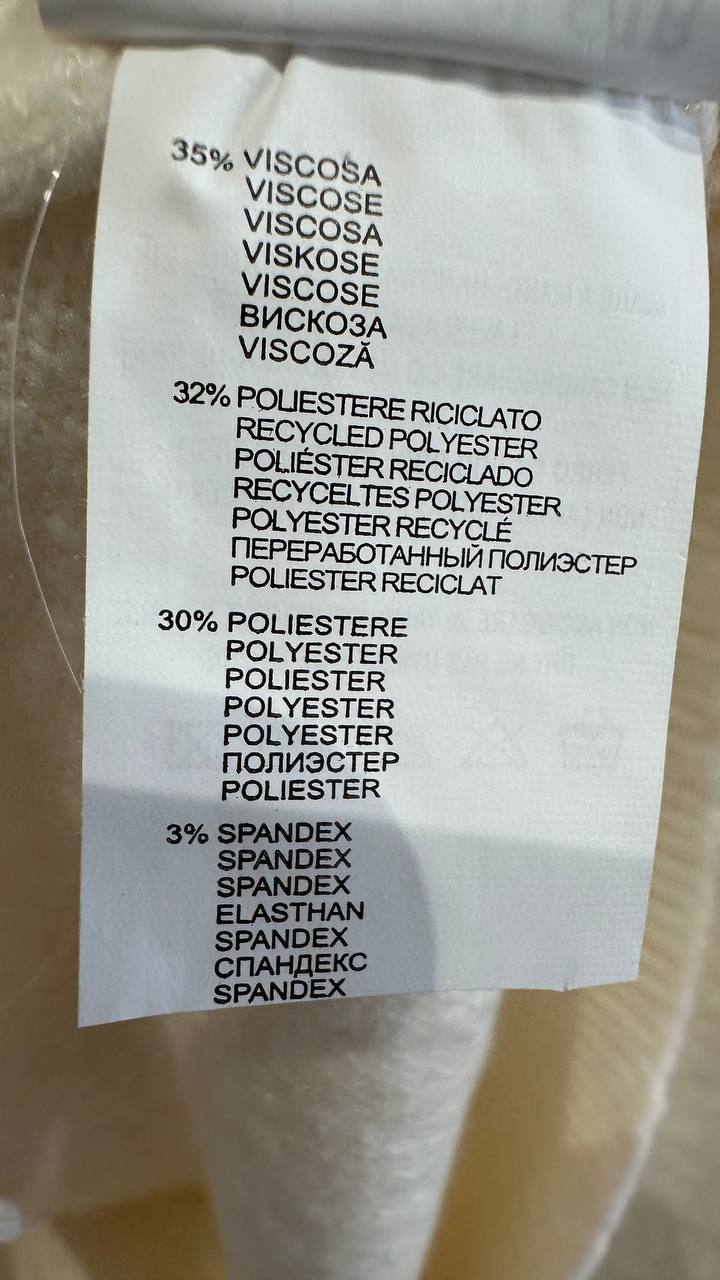 35% VISCOSA
VISCOSE
VISCOSA
VISKOSE
VISCOSE
ВИСКОЗА
VISCOZĂ
32% POLIESTERE RICICLATO
RECYCLED POLYESTER
POLIÉSTER RECICLADO
RECYCELTES POLYESTER
POLYESTER RECYCLÉ
ПЕРЕРАБОТАННЫЙ ПОЛИЭСТЕР
POLIESTER RECICLAT
30% POLIESTERE
POLYESTER
POLIESTER
POLYESTER
POLYESTER
ПОЛИЭСТЕР
POLIESTER
3% SPANDEX
SPANDEX
SPANDEX
ELASTHAN
SPANDEX
СПАНДЕКС
SPANDEX